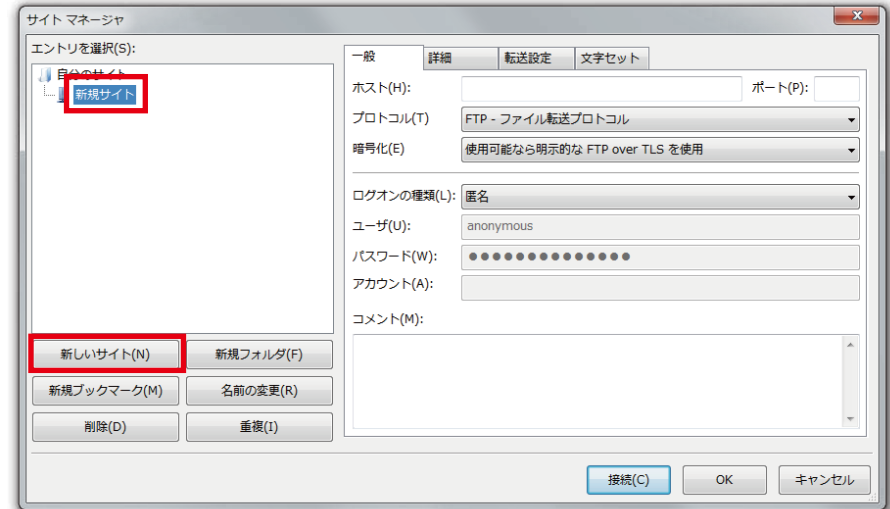 サイト マネージャ
エントリを選択(S):
自分のサイト
新規サイト
新しいサイト(N)
新規フォルダ(F)
新規ブックマーク(M)
名前の変更(R)
削除(D)
重複(I)
一般
詳細
転送設定
文字セット
ホスト(H):
ポート(P):
プロトコル(T)
FTP - ファイル転送プロトコル
暗号化(E)
使用可能なら明示的な FTP over TLS を使用
ログオンの種類(L):
匿名
ユーザ(U):
anonymous
パスワード(W):
●●●●●●●●●●●●●●
アカウント(A):
コメント(M):
接続(C)
OK
キャンセル